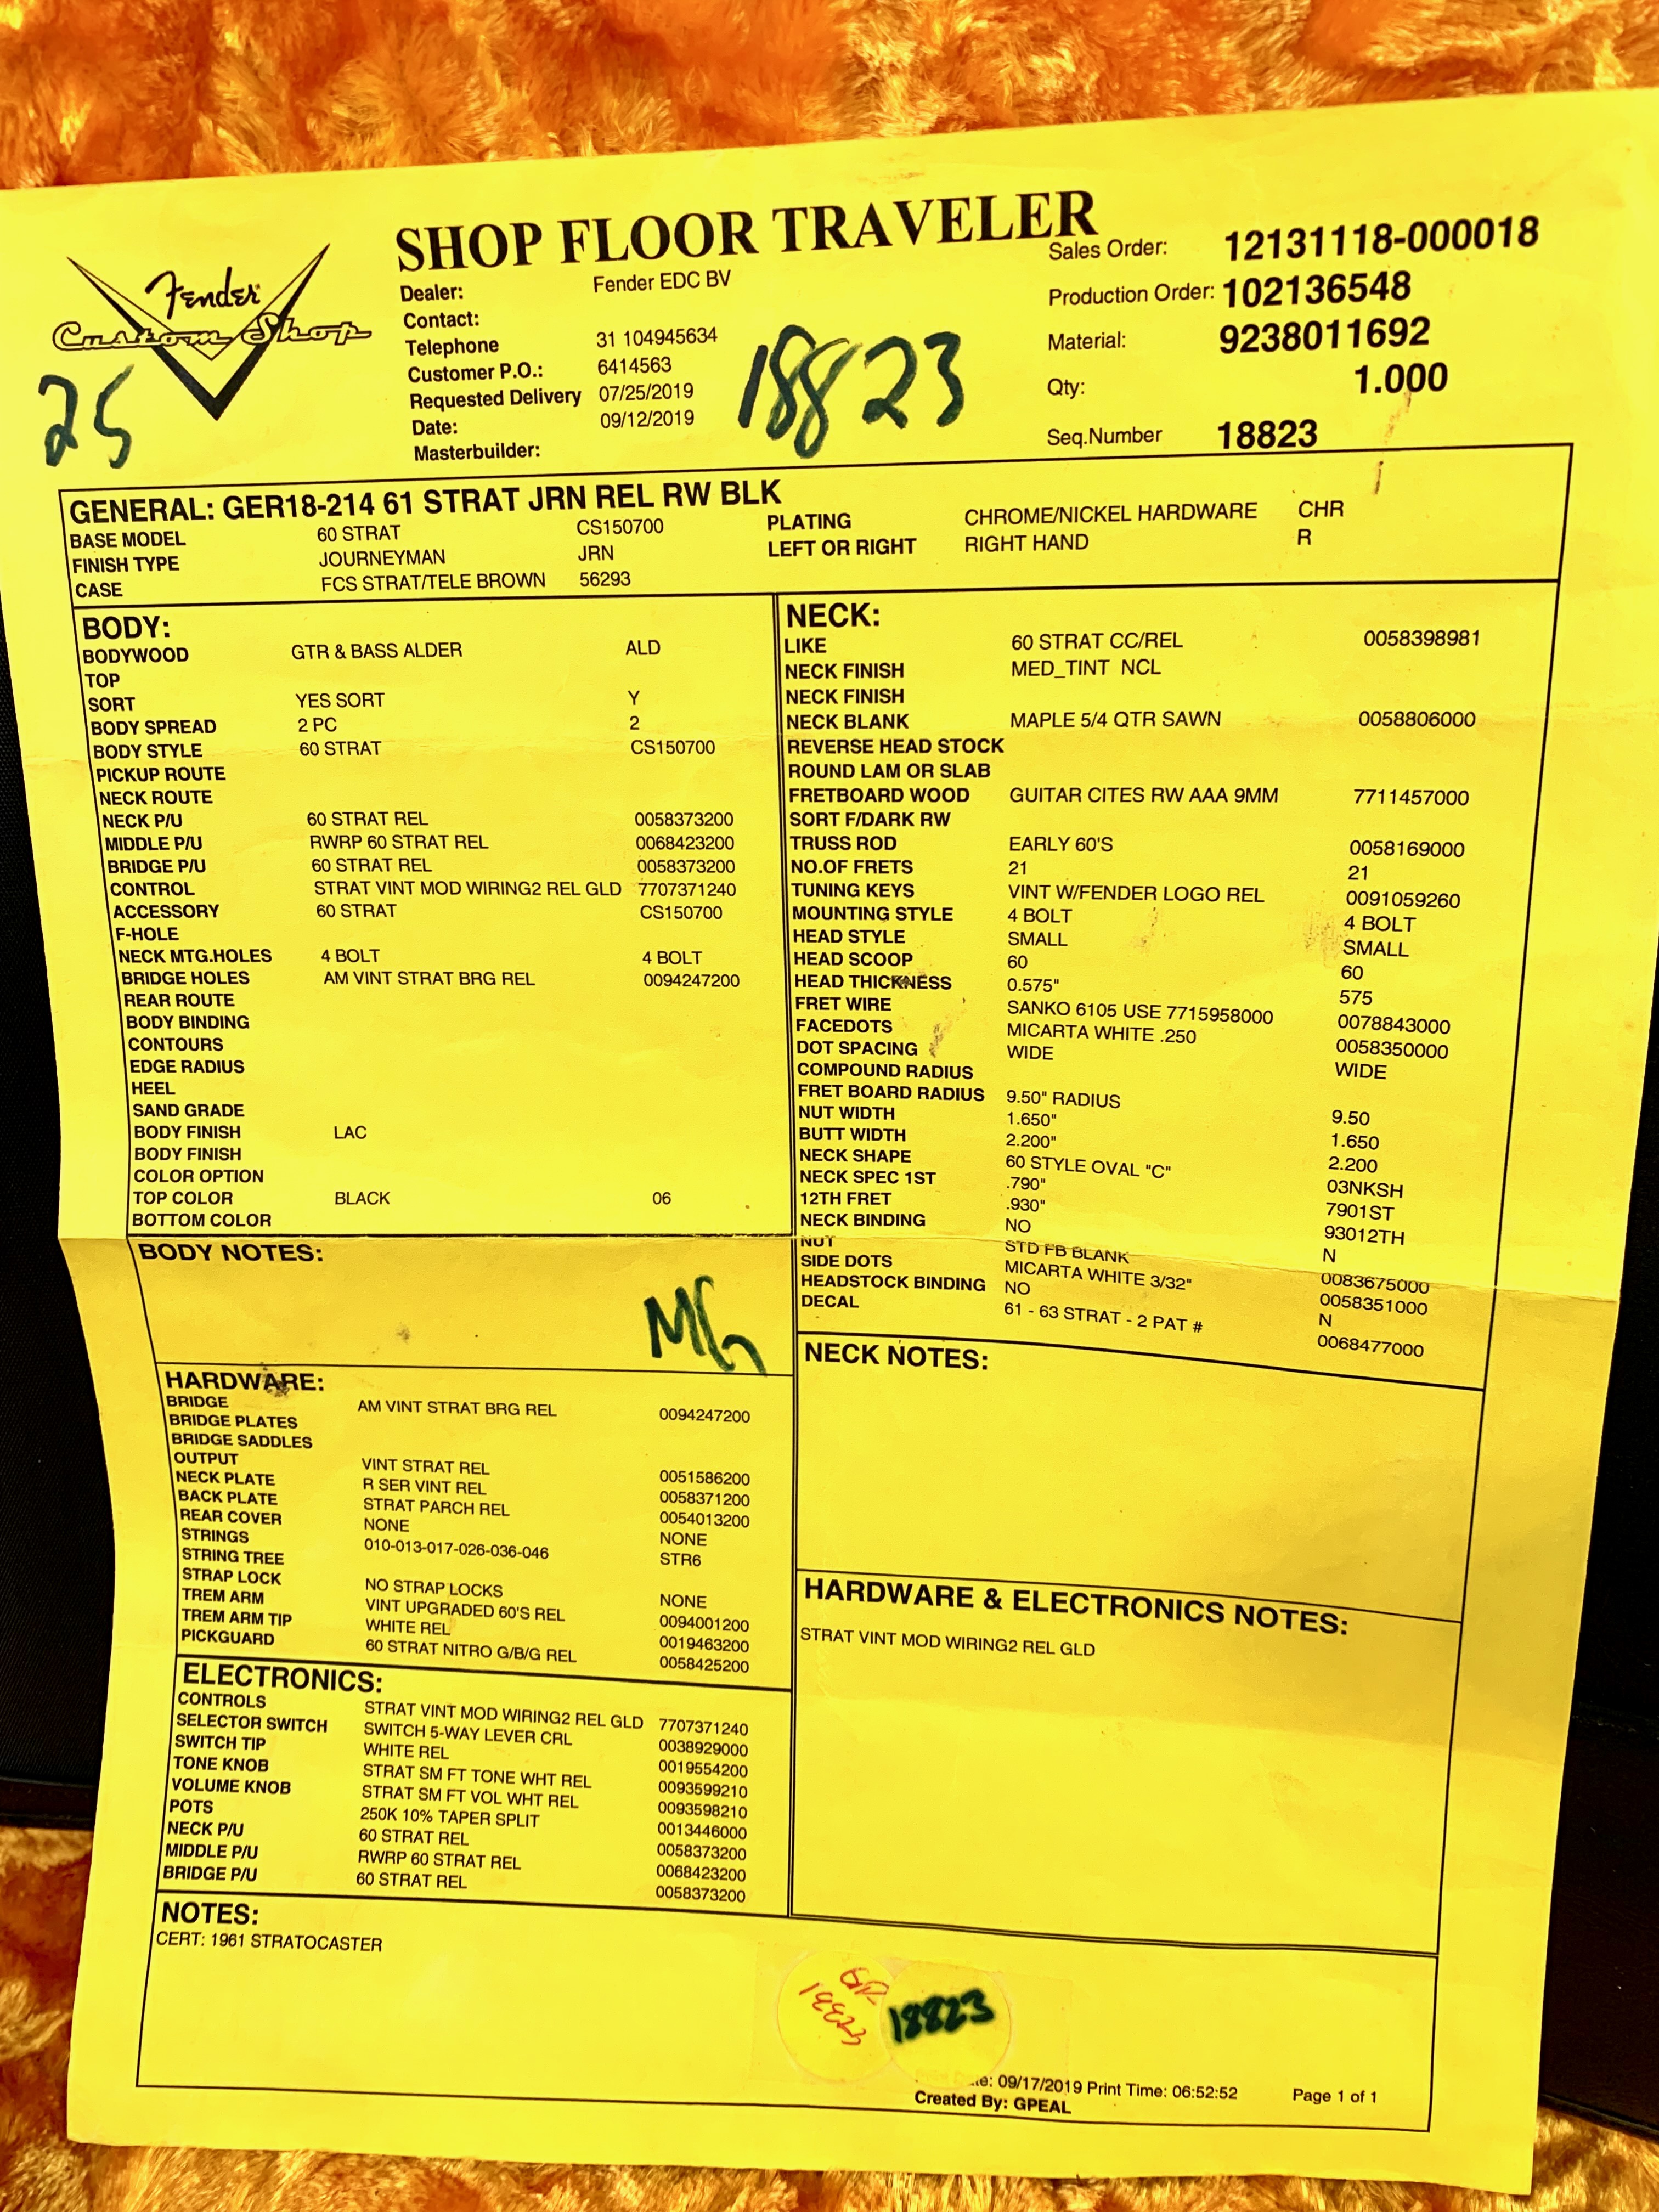 SHOP FLOOR TRAVELER
Fender
Custom Shop
25
Dealer: Fender EDC BV
Contact:
Telephone 31 104945634
Customer P.O.: 6414563
Requested Delivery 07/25/2019
Date: 09/12/2019
Masterbuilder:
18823
Sales Order: 12131118-000018
Production Order: 102136548
Material: 9238011692
Qty: 1.000
Seq.Number 18823
GENERAL: GER18-214 61 STRAT JRN REL RW BLK
BASE MODEL 60 STRAT CS150700
FINISH TYPE JOURNEYMAN JRN
CASE FCS STRAT/TELE BROWN 56293
PLATING CHROME/NICKEL HARDWARE CHR
LEFT OR RIGHT RIGHT HAND R
BODY:
BODYWOOD GTR & BASS ALDER ALD
TOP
SORT YES SORT Y
BODY SPREAD 2 PC 2
BODY STYLE 60 STRAT CS150700
PICKUP ROUTE
NECK ROUTE
NECK P/U 60 STRAT REL 0058373200
MIDDLE P/U RWRP 60 STRAT REL 0068423200
BRIDGE P/U 60 STRAT REL 0058373200
CONTROL STRAT VINT MOD WIRING2 REL GLD 7707371240
ACCESSORY 60 STRAT CS150700
F-HOLE
NECK MTG.HOLES 4 BOLT 4 BOLT
BRIDGE HOLES AM VINT STRAT BRG REL 0094247200
REAR ROUTE
BODY BINDING
CONTOURS
EDGE RADIUS
HEEL
SAND GRADE
BODY FINISH LAC
BODY FINISH
COLOR OPTION
TOP COLOR BLACK 06
BOTTOM COLOR
BODY NOTES:
MG
HARDWARE:
BRIDGE AM VINT STRAT BRG REL 0094247200
BRIDGE PLATES
BRIDGE SADDLES
OUTPUT VINT STRAT REL 0051586200
NECK PLATE R SER VINT REL 0058371200
BACK PLATE STRAT PARCH REL 0054013200
REAR COVER NONE NONE
STRINGS 010-013-017-026-036-046 STR6
STRING TREE
STRAP LOCK NO STRAP LOCKS NONE
TREM ARM VINT UPGRADED 60'S REL 0094001200
TREM ARM TIP WHITE REL 0019463200
PICKGUARD 60 STRAT NITRO G/B/G REL 0058425200
ELECTRONICS:
CONTROLS STRAT VINT MOD WIRING2 REL GLD 7707371240
SELECTOR SWITCH SWITCH 5-WAY LEVER CRL 0038929000
SWITCH TIP WHITE REL 0019554200
TONE KNOB STRAT SM FT TONE WHT REL 0093599210
VOLUME KNOB STRAT SM FT VOL WHT REL 0093598210
POTS 250K 10% TAPER SPLIT 0013446000
NECK P/U 60 STRAT REL 0058373200
MIDDLE P/U RWRP 60 STRAT REL 0068423200
BRIDGE P/U 60 STRAT REL 0058373200
NECK:
LIKE 60 STRAT CC/REL 0058398981
NECK FINISH MED_TINT NCL
NECK FINISH
NECK BLANK MAPLE 5/4 QTR SAWN 0058806000
REVERSE HEAD STOCK
ROUND LAM OR SLAB
FRETBOARD WOOD GUITAR CITES RW AAA 9MM 7711457000
SORT F/DARK RW
TRUSS ROD EARLY 60'S 0058169000
NO.OF FRETS 21 21
TUNING KEYS VINT W/FENDER LOGO REL 0091059260
MOUNTING STYLE 4 BOLT 4 BOLT
HEAD STYLE SMALL SMALL
HEAD SCOOP 60 60
HEAD THICKNESS 0.575" 575
FRET WIRE SANKO 6105 USE 7715958000 0078843000
FACEDOTS MICARTA WHITE .250 0058350000
DOT SPACING WIDE WIDE
COMPOUND RADIUS
FRET BOARD RADIUS 9.50" RADIUS 9.50
NUT WIDTH 1.650" 1.650
BUTT WIDTH 2.200" 2.200
NECK SHAPE 60 STYLE OVAL "C" 03NKSH
NECK SPEC 1ST .790" 7901ST
12TH FRET .930" 93012TH
NECK BINDING NO N
NUT STD FB BLANK 0083675000
SIDE DOTS MICARTA WHITE 3/32" 0058351000
HEADSTOCK BINDING NO N
DECAL 61 - 63 STRAT - 2 PAT # 0068477000
NECK NOTES:
HARDWARE & ELECTRONICS NOTES:
STRAT VINT MOD WIRING2 REL GLD
NOTES:
CERT: 1961 STRATOCASTER
18823
18823
09/17/2019 Print Time: 06:52:52 Page 1 of 1
Created By: GPEAL